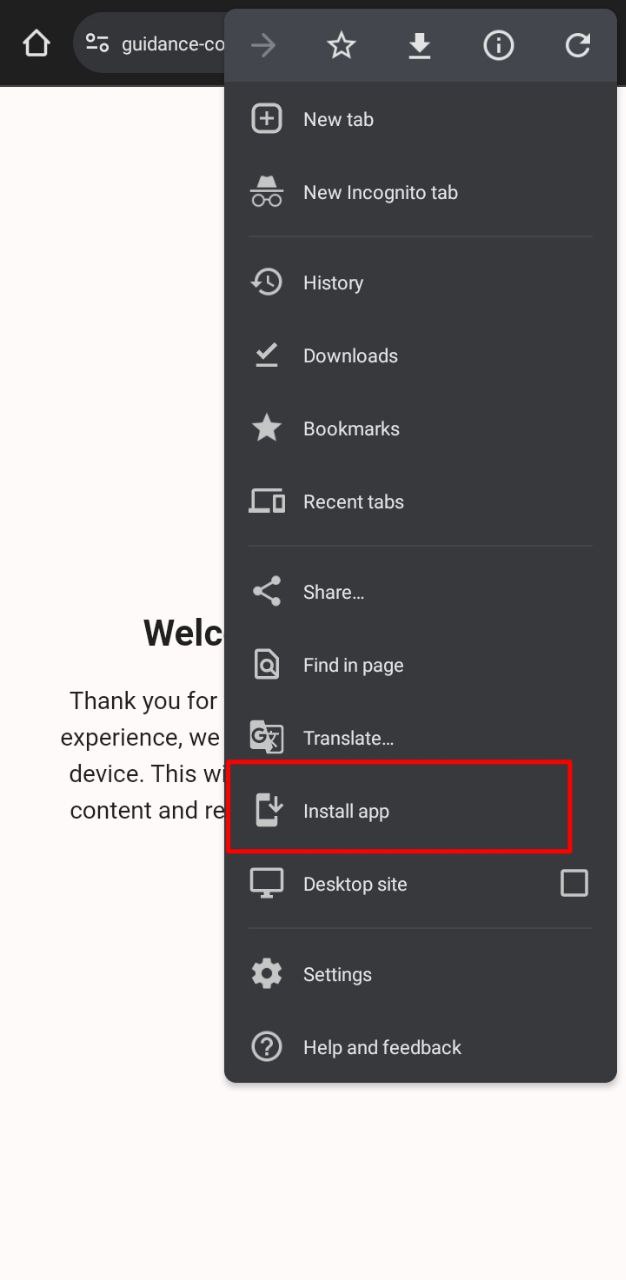 guidance-co
New tab
New Incognito tab
History
Downloads
Bookmarks
Recent tabs
Share...
Find in page
Translate...
Install app
Desktop site
Settings
Help and feedback
Welc
Thank you for
experience, we
device. This wi
content and re